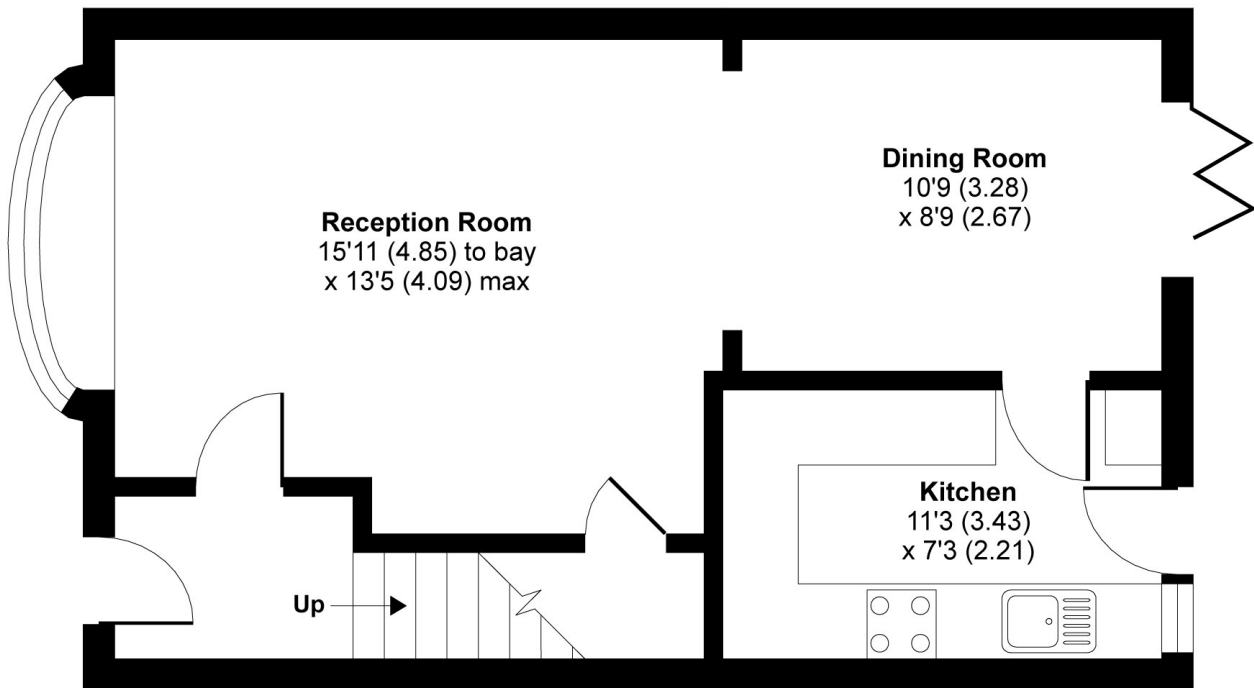 Reception Room
15'11 (4.85) to bay
x 13'5 (4.09) max
Dining Room
10'9 (3.28)
x 8'9 (2.67)
Kitchen
11'3 (3.43)
x 7'3 (2.21)
Up